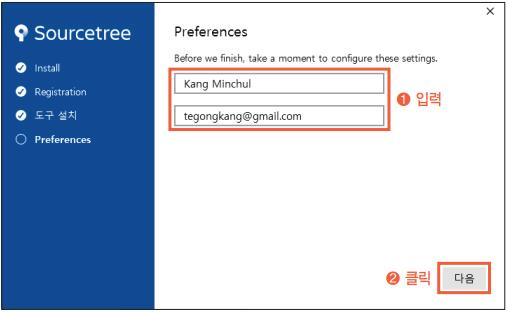 Sourcetree
Install
Registration
도구 설치
Preferences
Preferences
Before we finish, take a moment to configure these settings.
Kang Minchul
tegongkang@gmail.com
❶ 입력
❷ 클릭
다음